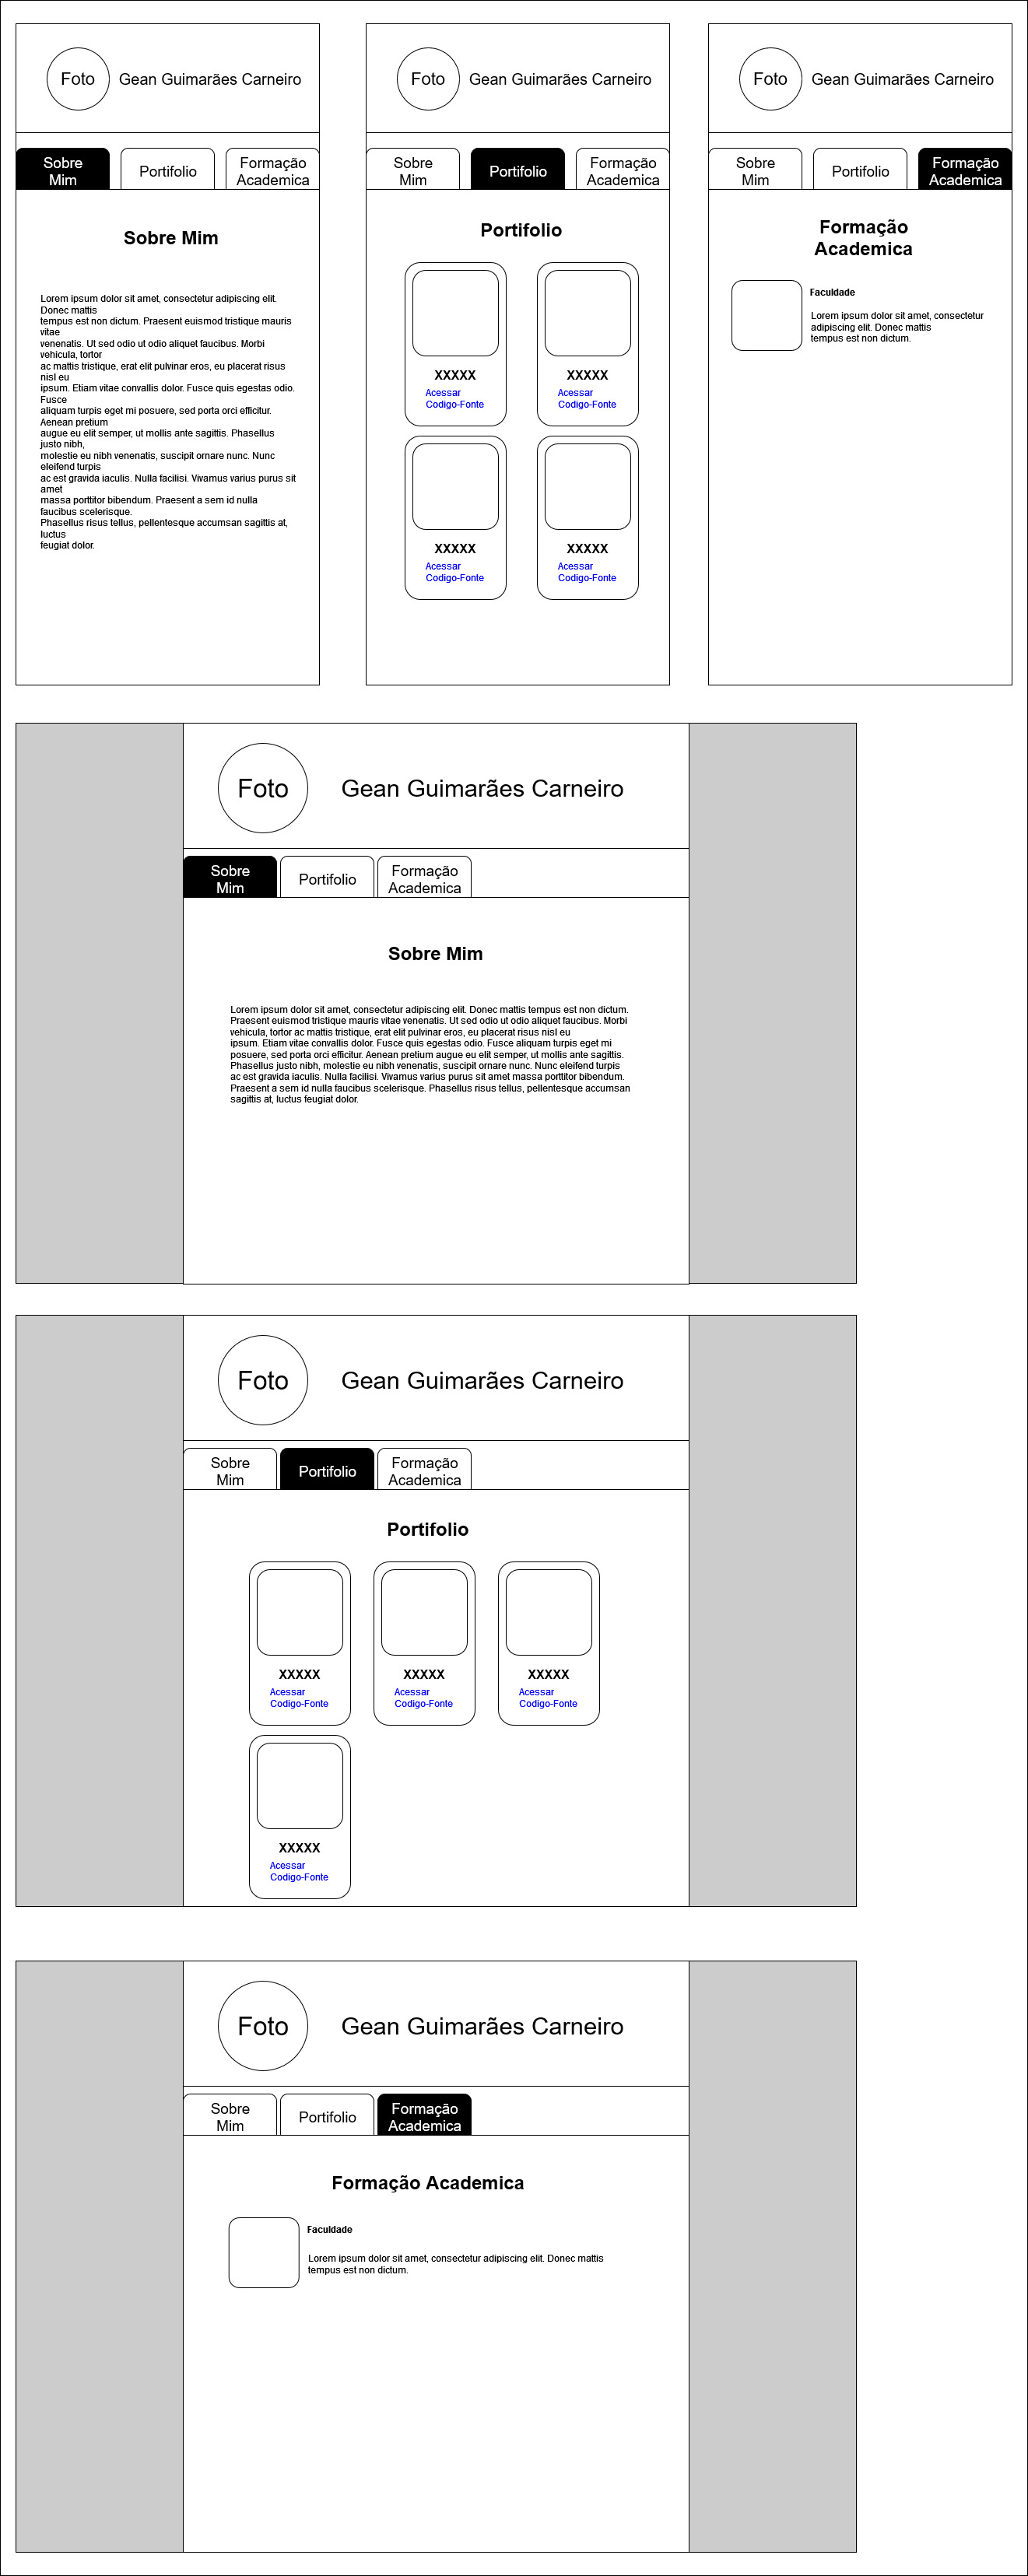 Foto
Gean Guimarães Carneiro
Sobre
Mim
Portifolio
Formação
Academica
Sobre Mim
Lorem ipsum dolor sit amet, consectetur adipiscing elit.
Donec mattis
tempus est non dictum. Praesent euismod tristique mauris
vitae
venenatis. Ut sed odio ut odio aliquet faucibus. Morbi
vehicula, tortor
ac mattis tristique, erat elit pulvinar eros, eu placerat risus
nisl eu
ipsum. Etiam vitae convallis dolor. Fusce quis egestas odio.
Fusce
aliquam turpis eget mi posuere, sed porta orci efficitur.
Aenean pretium
augue eu elit semper, ut mollis ante sagittis. Phasellus
justo nibh,
molestie eu nibh venenatis, suscipit ornare nunc. Nunc
eleifend turpis
ac est gravida iaculis. Nulla facilisi. Vivamus varius purus sit
amet
massa porttitor bibendum. Praesent a sem id nulla
faucibus scelerisque.
Phasellus risus tellus, pellentesque accumsan sagittis at,
luctus
feugiat dolor.
Foto
Gean Guimarães Carneiro
Sobre
Mim
Portifolio
Formação
Academica
Portifolio
XXXXX
Acessar
Codigo-Fonte
XXXXX
Acessar
Codigo-Fonte
XXXXX
Acessar
Codigo-Fonte
XXXXX
Acessar
Codigo-Fonte
Foto
Gean Guimarães Carneiro
Sobre
Mim
Portifolio
Formação
Academica
Formação
Academica
Faculdade
Lorem ipsum dolor sit amet, consectetur
adipiscing elit. Donec mattis
tempus est non dictum.
Foto
Gean Guimarães Carneiro
Sobre
Mim
Portifolio
Formação
Academica
Sobre Mim
Lorem ipsum dolor sit amet, consectetur adipiscing elit. Donec mattis tempus est non dictum.
Praesent euismod tristique mauris vitae venenatis. Ut sed odio ut odio aliquet faucibus. Morbi
vehicula, tortor ac mattis tristique, erat elit pulvinar eros, eu placerat risus nisl eu
ipsum. Etiam vitae convallis dolor. Fusce quis egestas odio. Fusce aliquam turpis eget mi
posuere, sed porta orci efficitur. Aenean pretium augue eu elit semper, ut mollis ante sagittis.
Phasellus justo nibh, molestie eu nibh venenatis, suscipit ornare nunc. Nunc eleifend turpis
ac est gravida iaculis. Nulla facilisi. Vivamus varius purus sit amet massa porttitor bibendum.
Praesent a sem id nulla faucibus scelerisque. Phasellus risus tellus, pellentesque accumsan
sagittis at, luctus feugiat dolor.
Foto
Gean Guimarães Carneiro
Sobre
Mim
Portifolio
Formação
Academica
Portifolio
XXXXX
Acessar
Codigo-Fonte
XXXXX
Acessar
Codigo-Fonte
XXXXX
Acessar
Codigo-Fonte
XXXXX
Acessar
Codigo-Fonte
Foto
Gean Guimarães Carneiro
Sobre
Mim
Portifolio
Formação
Academica
Formação Academica
Faculdade
Lorem ipsum dolor sit amet, consectetur adipiscing elit. Donec mattis
tempus est non dictum.